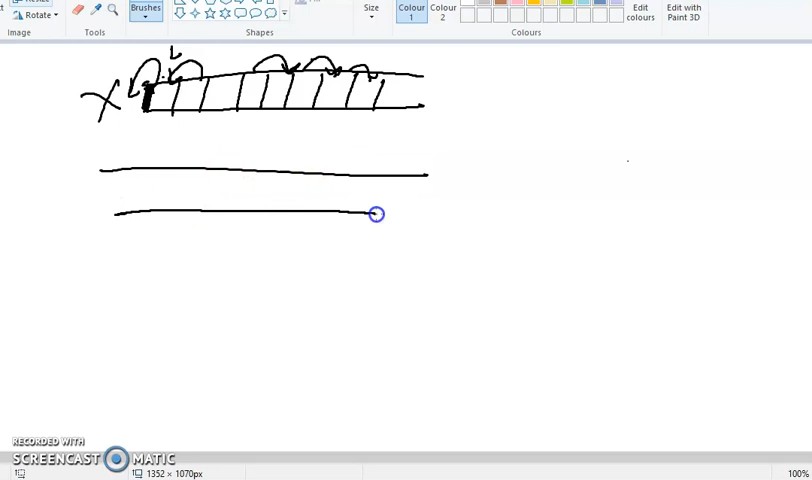 Resize
Rotate
Brushes
Size
Colour
1
Colour
2
Edit
colours
Edit with
Paint 3D
Image
Tools
Shapes
Colours
X
L
RECORDED WITH
SCREENCAST MATIC
1352 × 1070px
100%